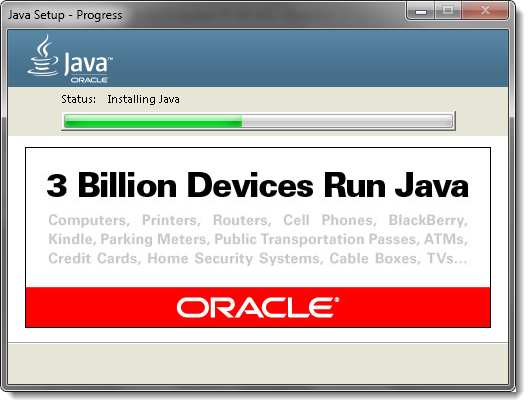 Java Setup - Progress
Java™
ORACLE
Status: Installing Java
3 Billion Devices Run Java
Computers, Printers, Routers, Cell Phones, BlackBerry,
Kindle, Parking Meters, Public Transportation Passes, ATMs,
Credit Cards, Home Security Systems, Cable Boxes, TVs...
ORACLE®